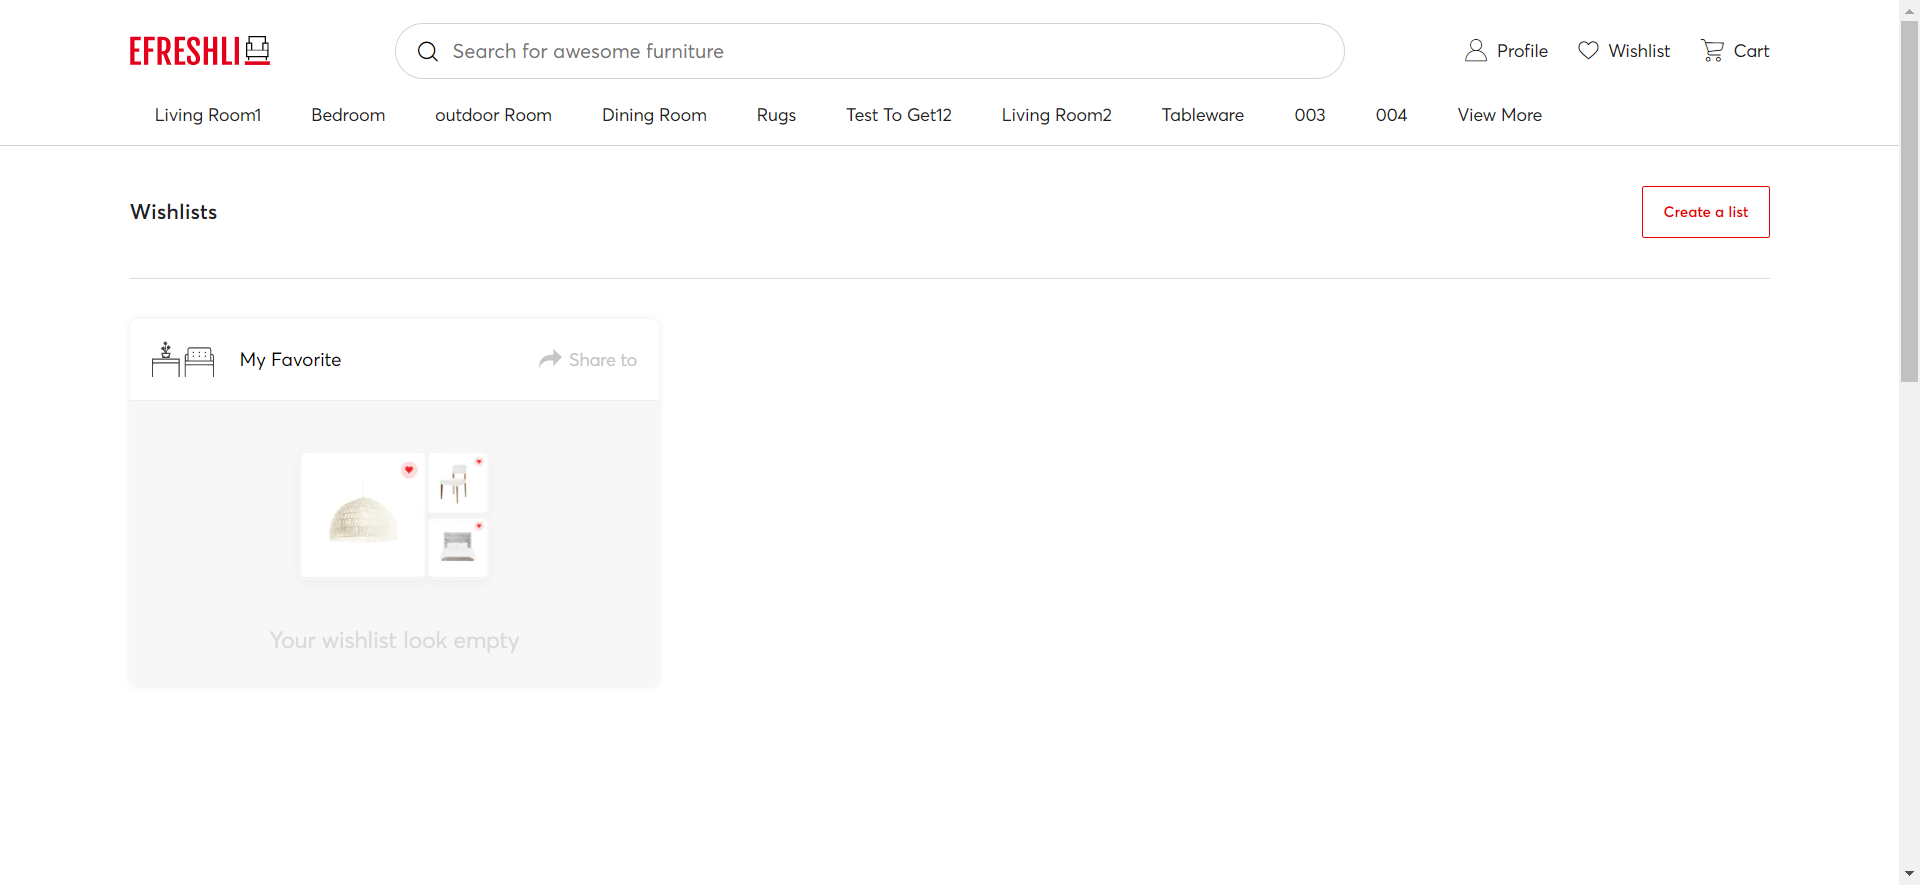 EFRESHLI
Search for awesome furniture
Profile
Wishlist
Cart
Living Room1
Bedroom
outdoor Room
Dining Room
Rugs
Test To Get12
Living Room2
Tableware
003
004
View More
Wishlists
Create a list
My Favorite
Share to
Your wishlist look empty